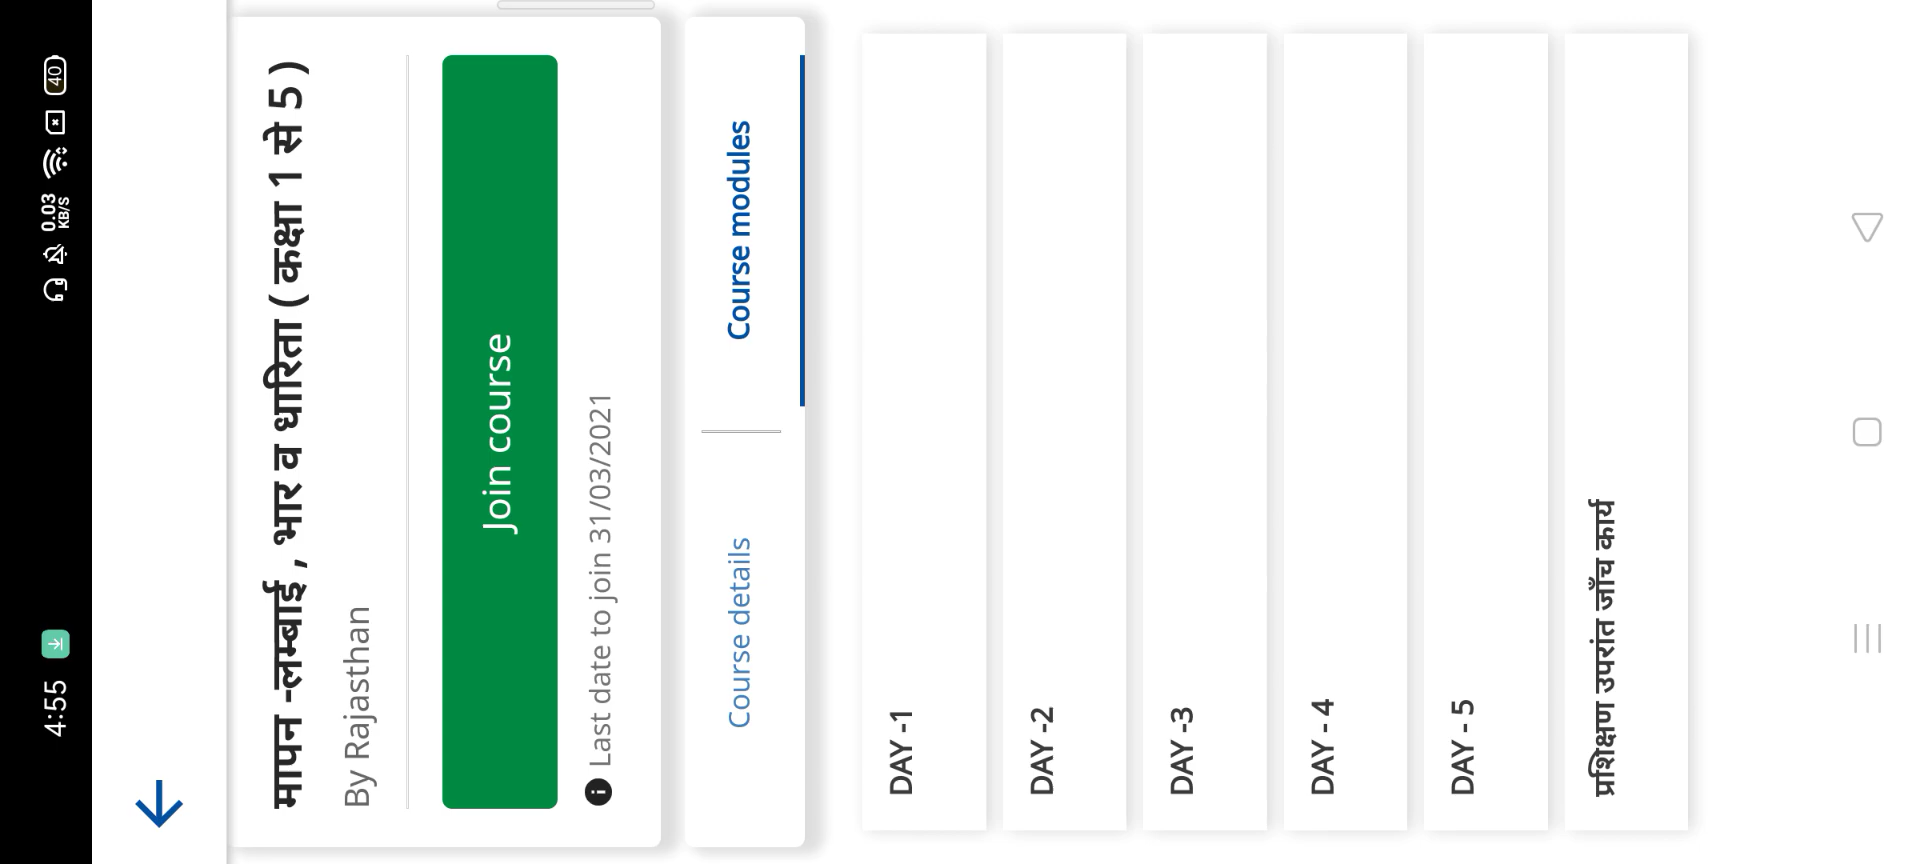 4:55
0.03 KB/S
40
मापन -लम्बाई , भार व धारिता ( कक्षा 1 से 5 )
By Rajasthan
Join course
Last date to join 31/03/2021
Course details
Course modules
DAY -1
DAY -2
DAY -3
DAY - 4
DAY - 5
प्रशिक्षण उपरांत जाँच कार्य